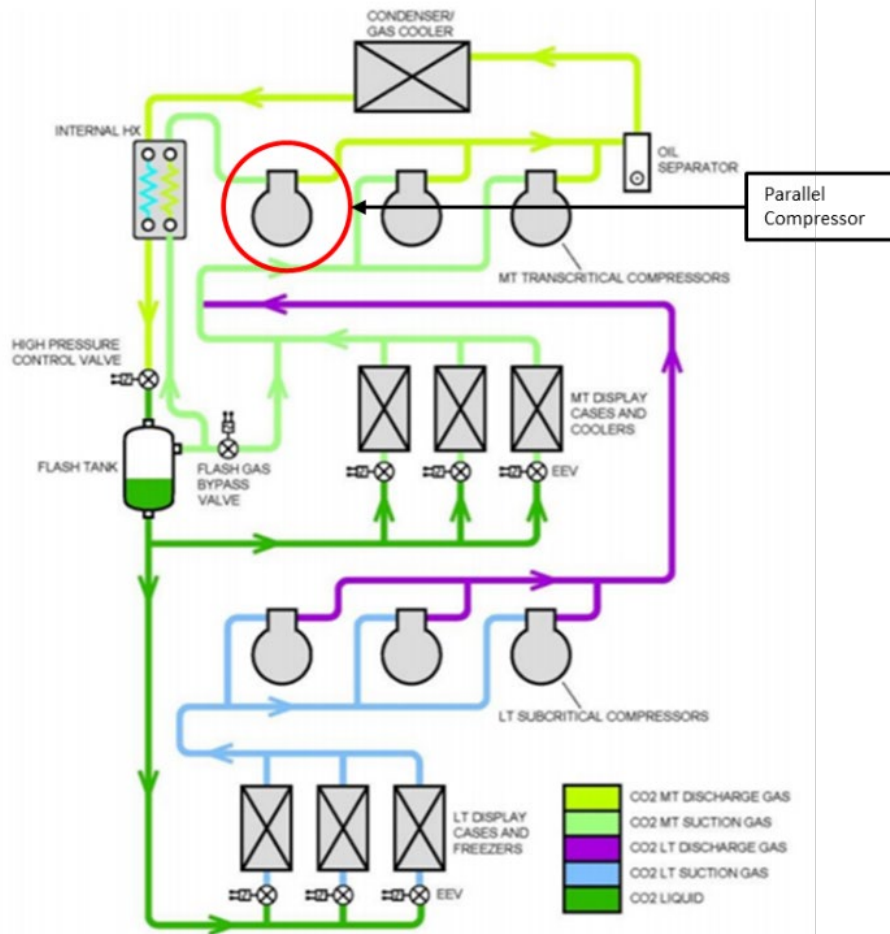 CONDENSER/
GAS COOLER
INTERNAL HX
OIL
SEPARATOR
Parallel
Compressor
MT TRANSCRITICAL COMPRESSORS
HIGH PRESSURE
CONTROL VALVE
MT DISPLAY
CASES AND
COOLERS
FLASH TANK
FLASH GAS
BYPASS
VALVE
EEV
LT SUBCRITICAL COMPRESSORS
LT DISPLAY
CASES AND
FREEZERS
EEV
CO2 MT DISCHARGE GAS
CO2 MT SUCTION GAS
CO2 LT DISCHARGE GAS
CO2 LT SUCTION GAS
CO2 LIQUID